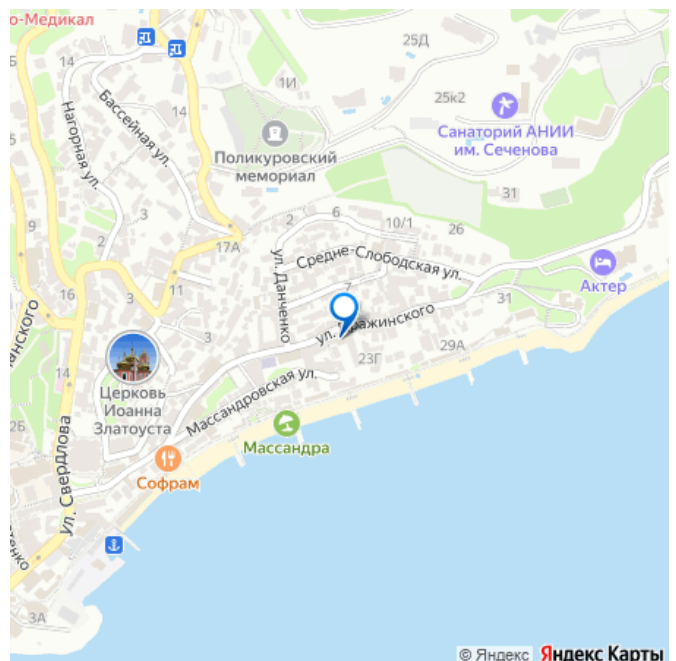 о-Медикал
25Д
14
1И
25к2
Нагорная ул.
Бассейная ул.
14
Санаторий АНИИ
им. Сеченова
Поликуровский
мемориал
31
9
3
2
17А
2
6
10/1
26
Средне-Слободская ул.
ул. Данченко
Актер
16
11
3
7
31
анского
23Г
29А
Церковь
Иоанна
Златоуста
Массандровская ул.
2Б
Массандра
Ул. Свердлова
Софрам
3А
© Яндекс Яндекс Карты